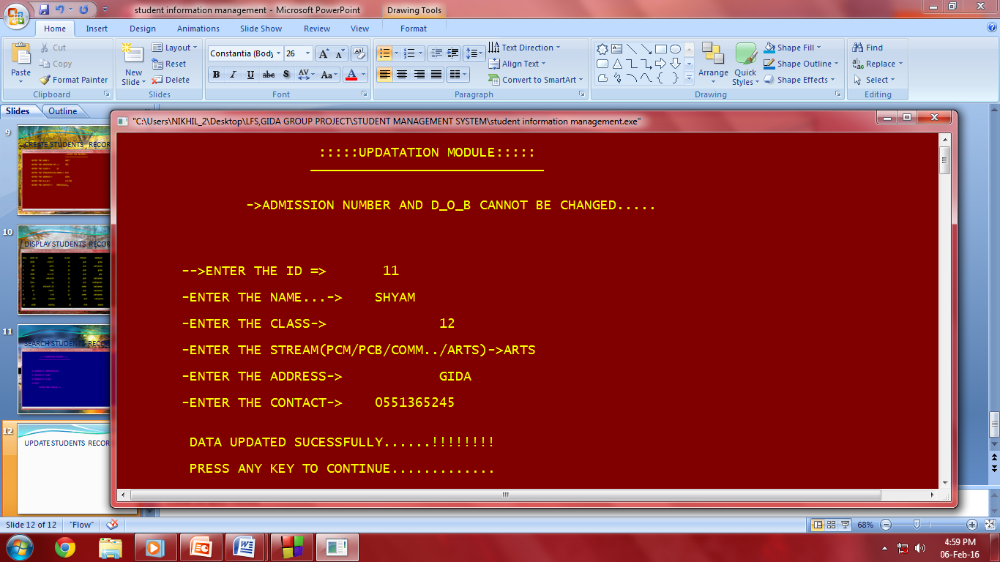 student information management - Microsoft PowerPoint
Drawing Tools
Home Insert Design Animations Slide Show Review View Format
Paste
Cut
Copy
Format Painter
Clipboard
New Slide
Layout
Reset
Delete
Slides
Constantia (Body 26
B I U abc S AV Aa A
Font
Text Direction
Align Text
Convert to SmartArt
Paragraph
Arrange
Quick Styles
Shape Fill
Shape Outline
Shape Effects
Drawing
Find
Replace
Select
Editing
Slides Outline
9
CREATE STUDENTS RECOR
10
DISPLAY STUDENTS RECOR
11
SEARCH STUDENTS RECOR
12
UPDATE STUDENTS RECOR
"C:\Users\NIKHIL_2\Desktop\LFS,GIDA GROUP PROJECT\STUDENT MANAGEMENT SYSTEM\student information management.exe"
:::::UPDATATION MODULE:::::
->ADMISSION NUMBER AND D_O_B CANNOT BE CHANGED.....
-->ENTER THE ID => 11
-ENTER THE NAME...-> SHYAM
-ENTER THE CLASS-> 12
-ENTER THE STREAM(PCM/PCB/COMM../ARTS)->ARTS
-ENTER THE ADDRESS-> GIDA
-ENTER THE CONTACT-> 0551365245
DATA UPDATED SUCESSFULLY......!!!!!!!!
PRESS ANY KEY TO CONTINUE.............
Slide 12 of 12 "Flow" 68%
4:59 PM
06-Feb-16